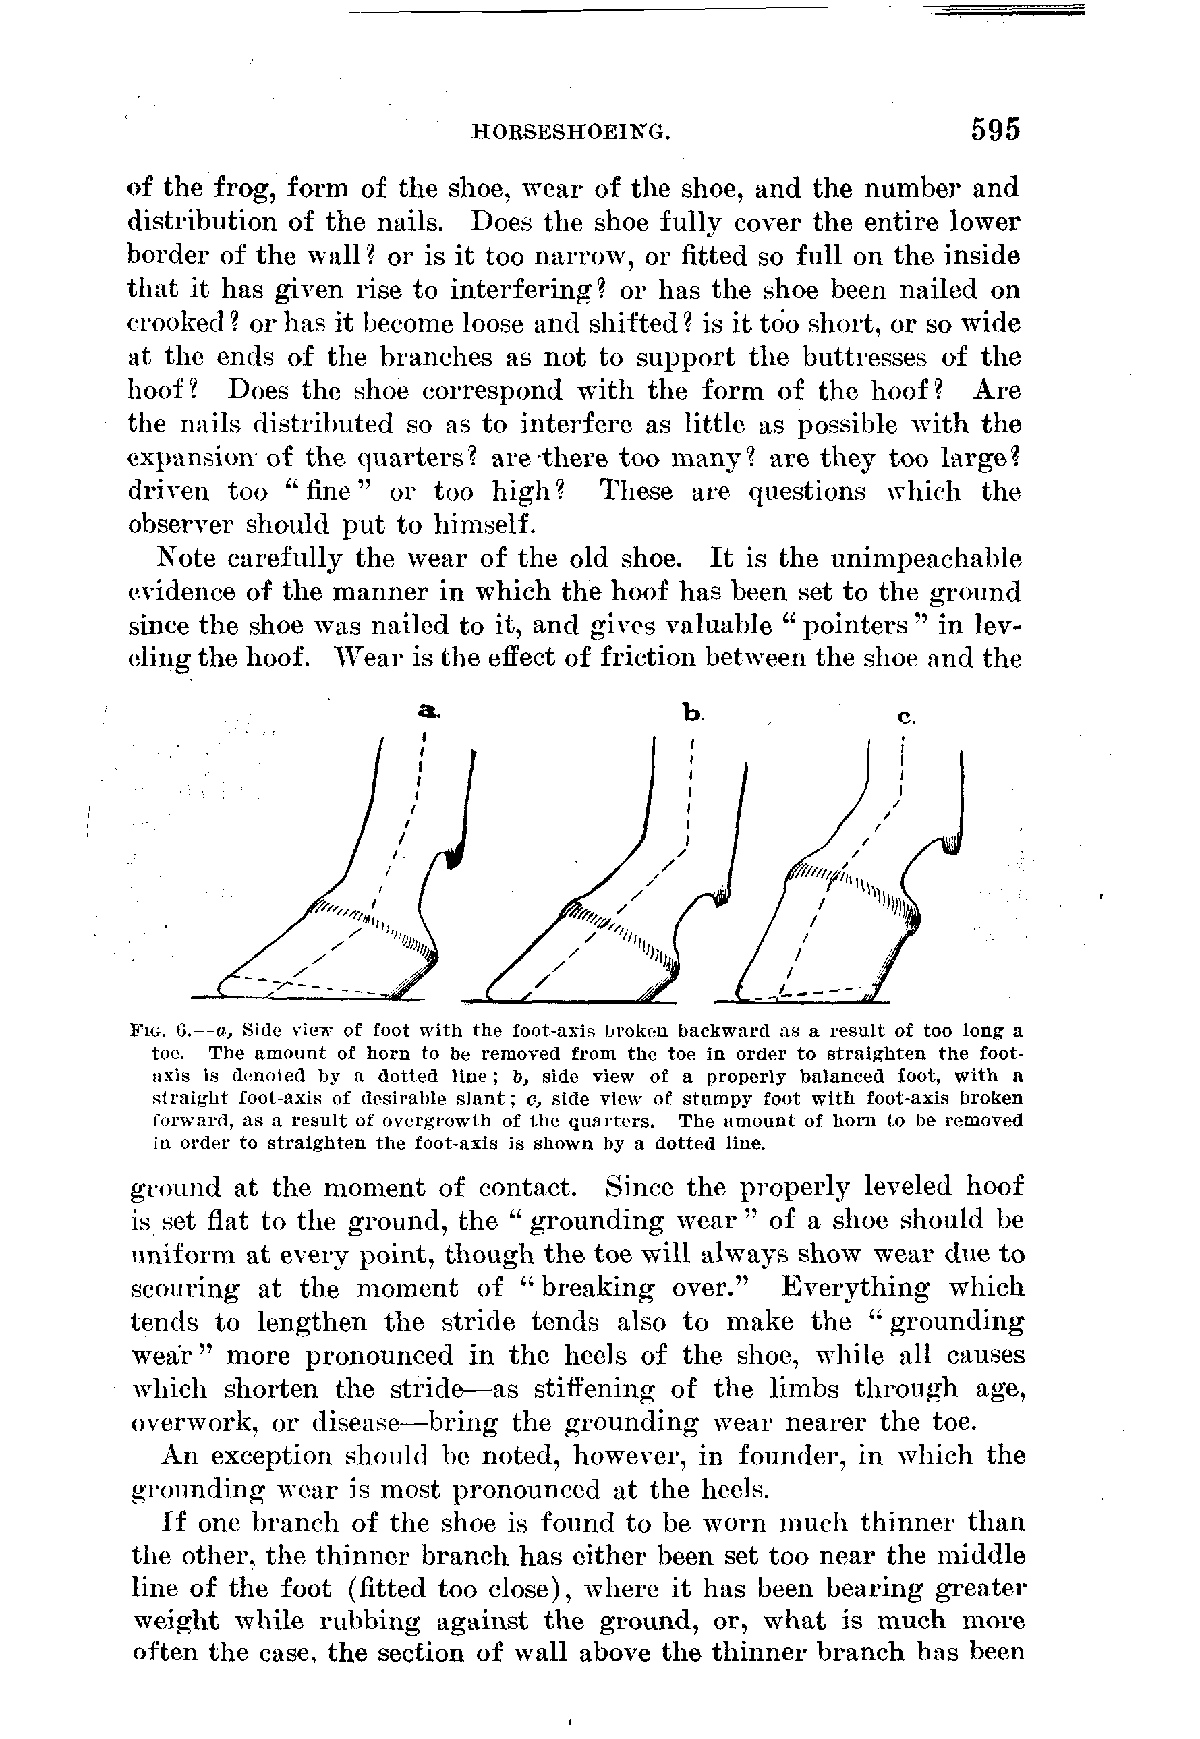 HORSESHOEING. 595
of the frog, form of the shoe, wear of the shoe, and the number and
distribution of the nails. Does the shoe fully cover the entire lower
border of the wall? or is it too narrow, or fitted so full on the inside
that it has given rise to interfering? or has the shoe been nailed on
crooked? or has it become loose and shifted? is it too short, or so wide
at the ends of the branches as not to support the buttresses of the
hoof? Does the shoe correspond with the form of the hoof? Are
the nails distributed so as to interfere as little as possible with the
expansion of the quarters? are there too many? are they too large?
driven too "fine" or too high? These are questions which the
observer should put to himself.
Note carefully the wear of the old shoe. It is the unimpeachable
evidence of the manner in which the hoof has been set to the ground
since the shoe was nailed to it, and gives valuable "pointers" in lev-
eling the hoof. Wear is the effect of friction between the shoe and the
a. b. c.
FIG. 6.--a, Side view of foot with the foot-axis broken backward as a result of too long a
toe. The amount of horn to be removed from the toe in order to straighten the foot-
axis is denoted by a dotted line; b, side view of a properly balanced foot, with a
straight foot-axis of desirable slant; c, side view of stumpy foot with foot-axis broken
forward, as a result of overgrowth of the quarters. The amount of horn to be removed
in order to straighten the foot-axis is shown by a dotted line.
ground at the moment of contact. Since the properly leveled hoof
is set flat to the ground, the "grounding wear" of a shoe should be
uniform at every point, though the toe will always show wear due to
scouring at the moment of "breaking over." Everything which
tends to lengthen the stride tends also to make the "grounding
wear" more pronounced in the heels of the shoe, while all causes
which shorten the stride—as stiffening of the limbs through age,
overwork, or disease—bring the grounding wear nearer the toe.
An exception should be noted, however, in founder, in which the
grounding wear is most pronounced at the heels.
If one branch of the shoe is found to be worn much thinner than
the other, the thinner branch has either been set too near the middle
line of the foot (fitted too close), where it has been bearing greater
weight while rubbing against the ground, or, what is much more
often the case, the section of wall above the thinner branch has been